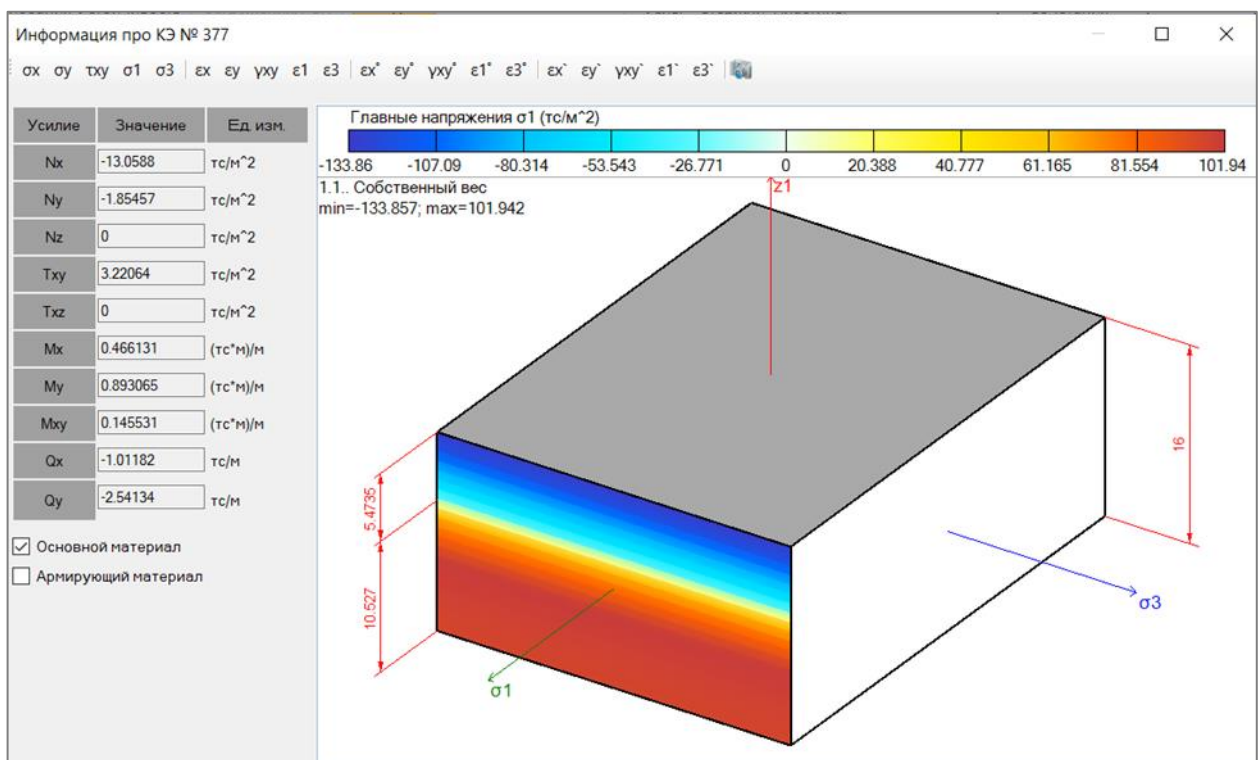 Информация про КЭ № 377
σx σy τxy σ1 σ3 εx εy γxy ε1 ε3 εx˚ εy˚ γxy˚ ε1˚ ε3˚ εx` εy` γxy` ε1` ε3`
Усилие Значение Ед. изм.
Nx -13.0588 тс/м^2
Ny -1.85457 тс/м^2
Nz 0 тс/м^2
Txy 3.22064 тс/м^2
Txz 0 тс/м^2
Mx 0.466131 (тс*м)/м
My 0.893065 (тс*м)/м
Mxy 0.145531 (тс*м)/м
Qx -1.01182 тс/м
Qy -2.54134 тс/м
Основной материал
Армирующий материал
Главные напряжения σ1 (тс/м^2)
-133.86 -107.09 -80.314 -53.543 -26.771 0 20.388 40.777 61.165 81.554 101.94
1.1.. Собственный вес
min=-133.857; max=101.942
z1
5.4735
10.527
16
σ1
σ3